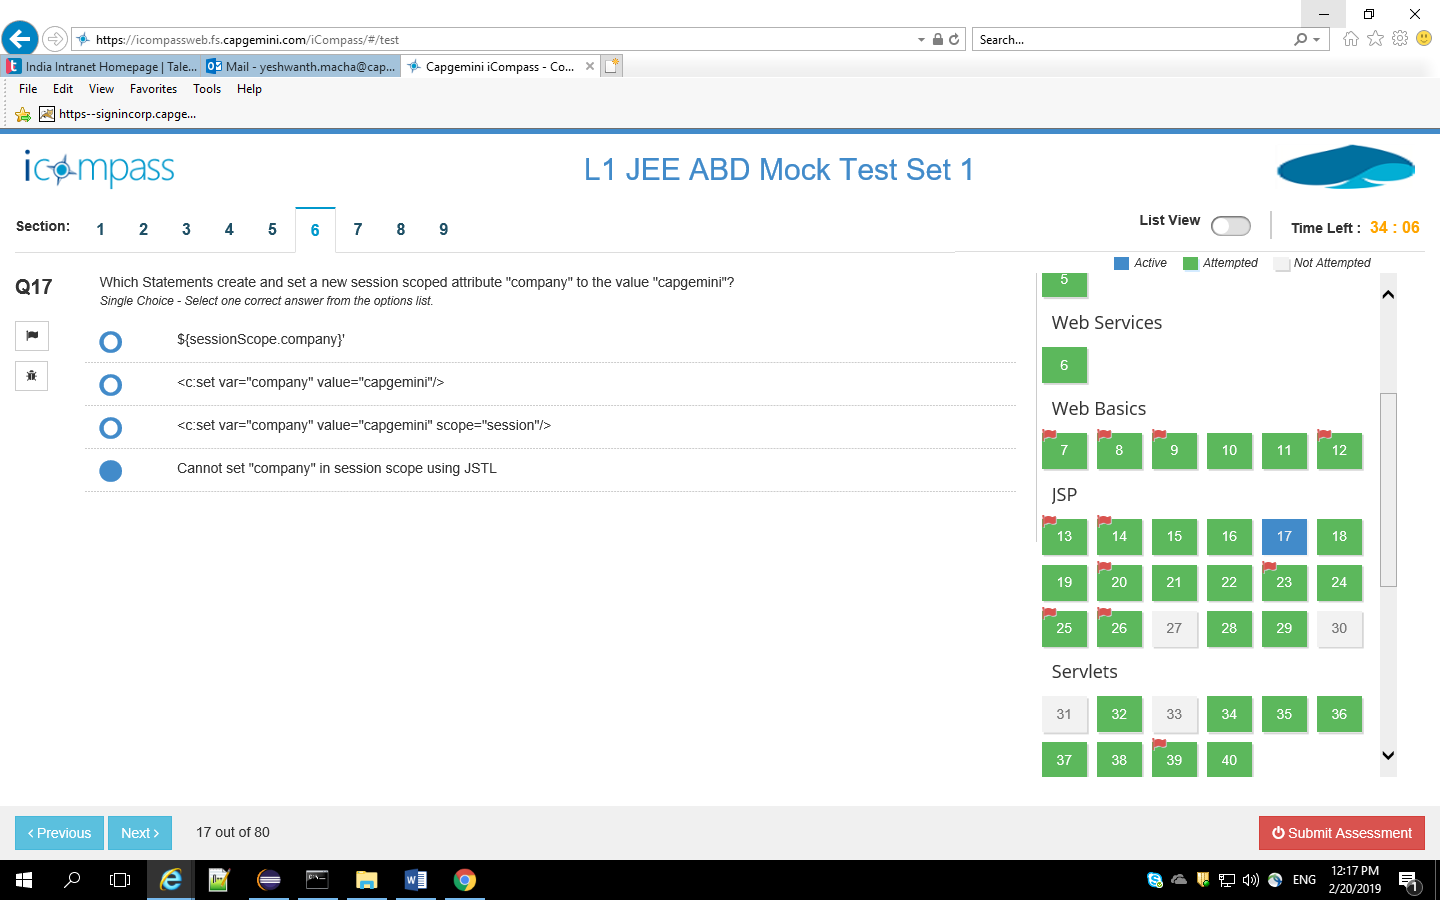 https://icompassweb.fs.capgemini.com/iCompass/#/test
Search...
India Intranet Homepage | Tale...
Mail - yeshwanth.macha@cap...
Capgemini iCompass - Co...
File Edit View Favorites Tools Help
https--signincorp.capge...
icompass
L1 JEE ABD Mock Test Set 1
Section: 1 2 3 4 5 6 7 8 9
List View
Time Left : 34 : 06
Active Attempted Not Attempted
Q17
Which Statements create and set a new session scoped attribute "company" to the value "capgemini"?
Single Choice - Select one correct answer from the options list.
${sessionScope.company}'
<c:set var="company" value="capgemini"/>
<c:set var="company" value="capgemini" scope="session"/>
Cannot set "company" in session scope using JSTL
5
Web Services
6
Web Basics
7 8 9 10 11 12
JSP
13 14 15 16 17 18
19 20 21 22 23 24
25 26 27 28 29 30
Servlets
31 32 33 34 35 36
37 38 39 40
‹ Previous
Next ›
17 out of 80
Submit Assessment
ENG
12:17 PM
2/20/2019
1